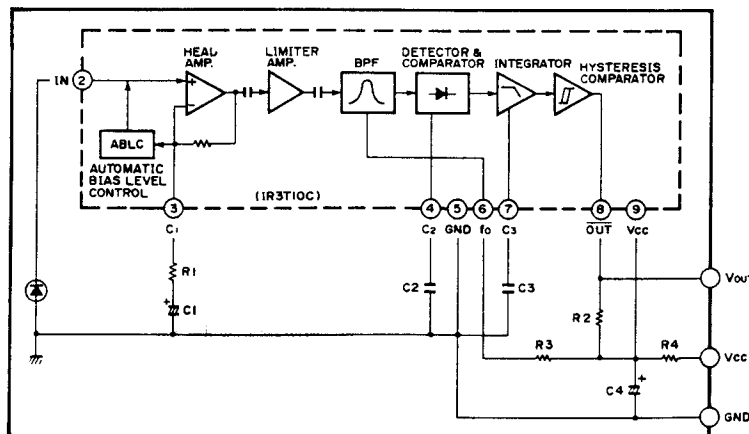 HEAD AMP.
LIMITER AMP.
BPF
DETECTOR & COMPARATOR
INTEGRATOR
HYSTERESIS COMPARATOR
IN 2
+
−
ABLC
AUTOMATIC BIAS LEVEL CONTROL
(IR3T10C)
3 4 5 6 7 8 9
C1 C2 GND fo C3 OUT Vcc
R1
+ C1
C2
C3
R2
Vout
R3
R4
Vcc
C4 +
GND